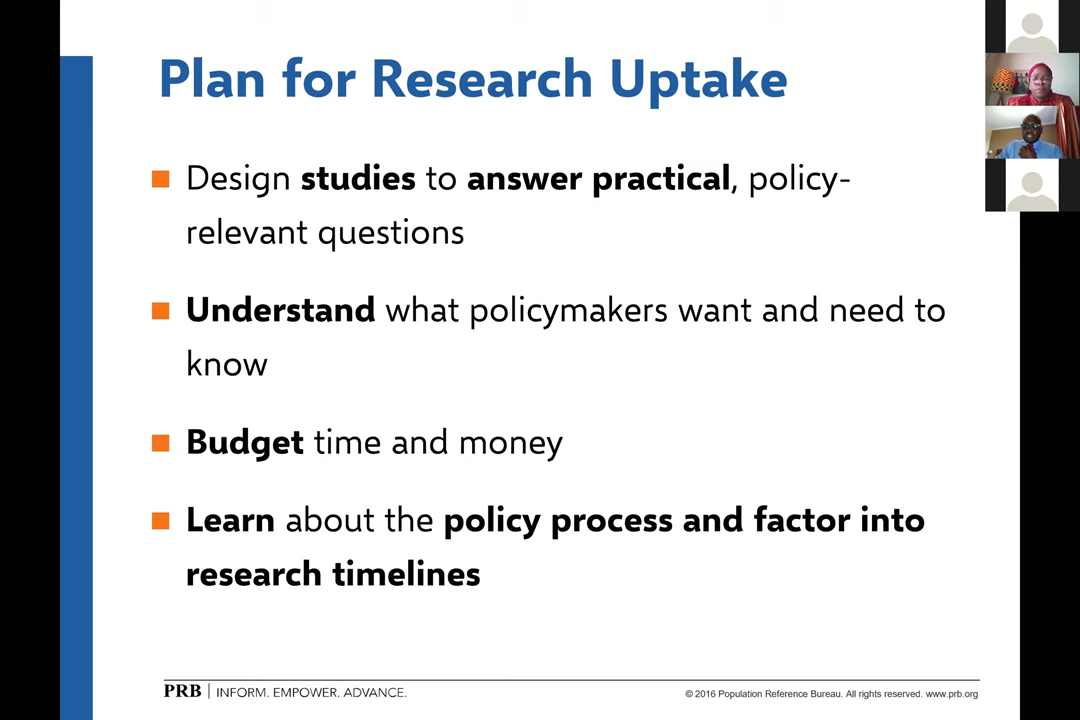 Plan for Research Uptake
Design studies to answer practical, policy-
relevant questions
Understand what policymakers want and need to
know
Budget time and money
Learn about the policy process and factor into
research timelines
PRB | INFORM. EMPOWER. ADVANCE.
© 2016 Population Reference Bureau. All rights reserved. www.prb.org